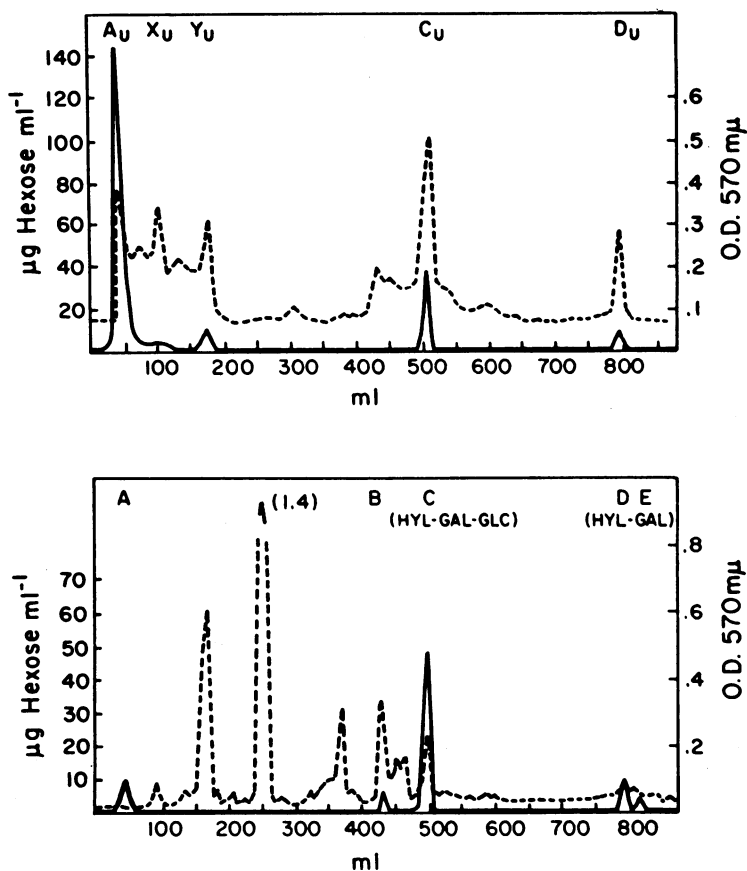 A_U X_U Y_U C_U D_U
140
120
100
80
60
40
20
µg Hexose ml⁻¹
.6
.5
.4
.3
.2
.1
O.D. 570 mµ
0 100 200 300 400 500 600 700 800
ml
A (1.4) B C D E
(HYL-GAL-GLC) (HYL-GAL)
70
60
50
40
30
20
10
µg Hexose ml⁻¹
.8
.6
.4
.2
O.D. 570 mµ
100 200 300 400 500 600 700 800
ml